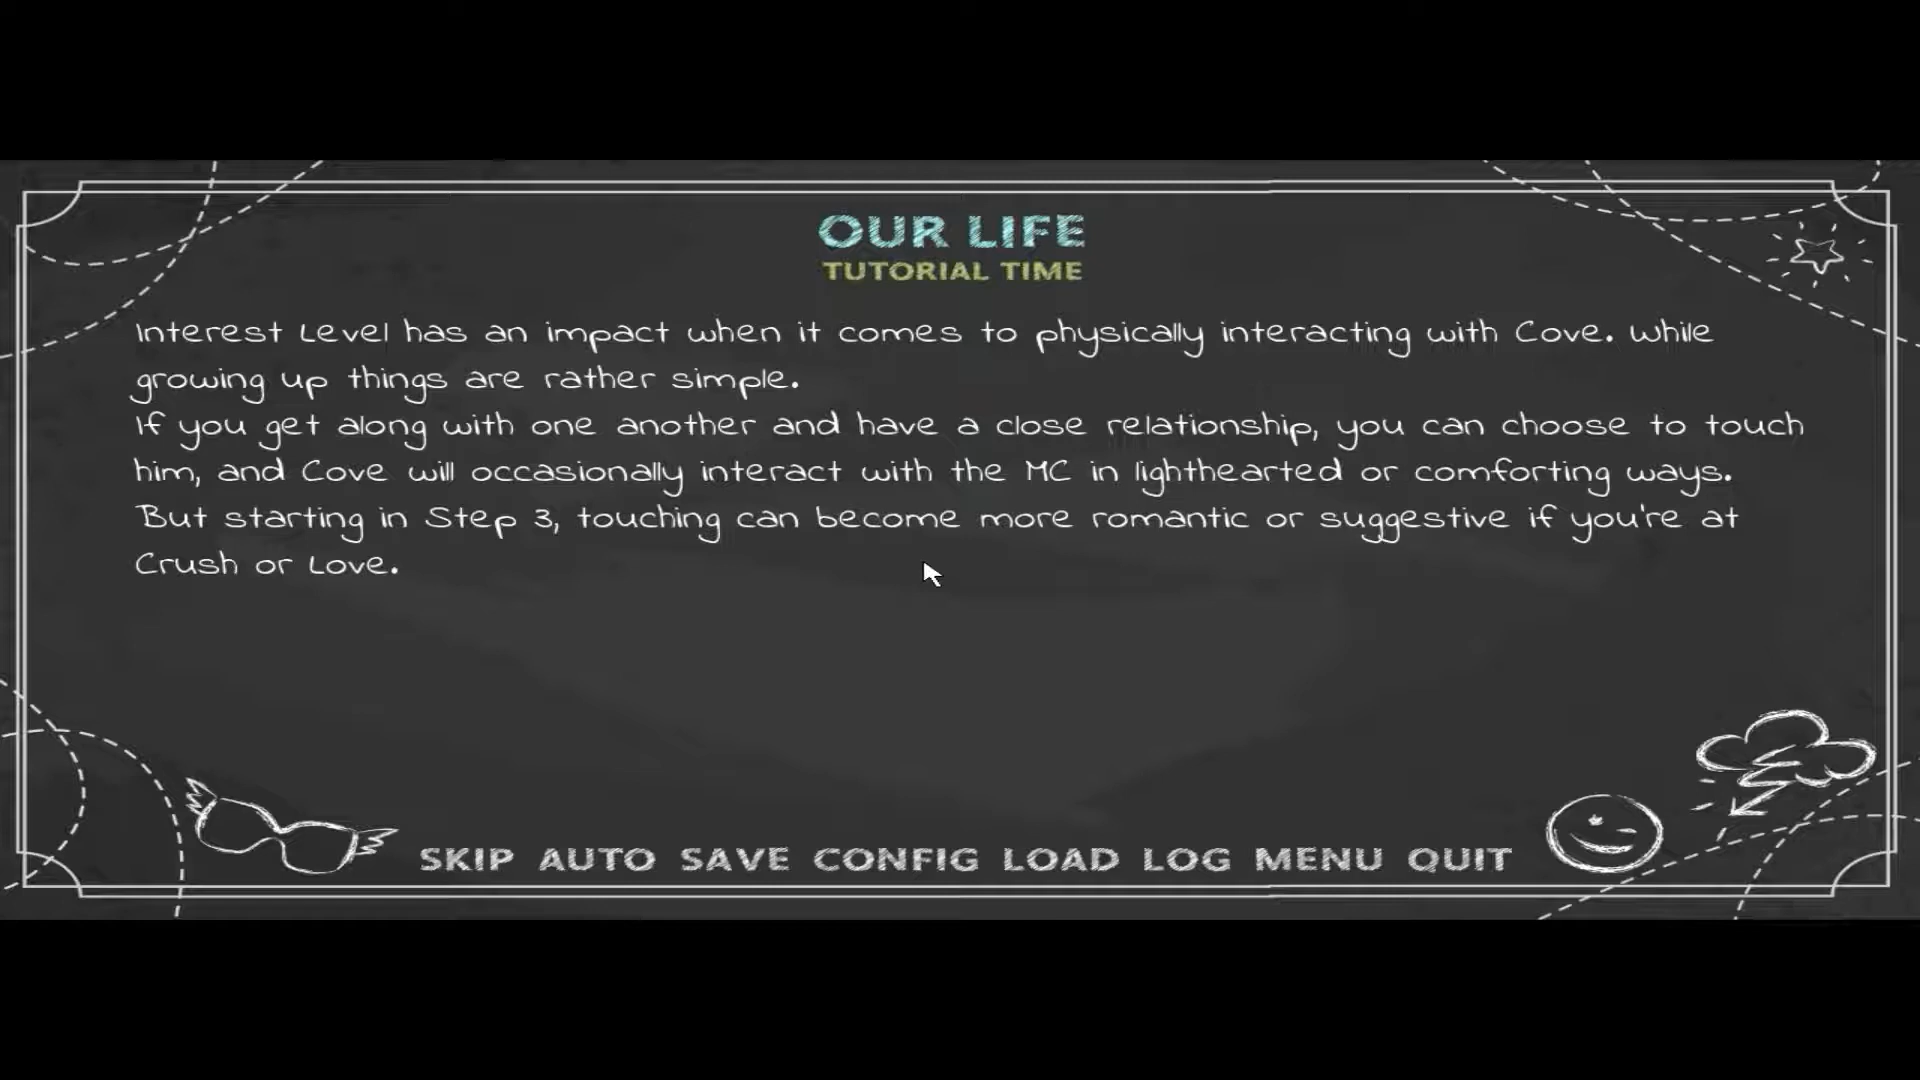 OUR LIFE
TUTORIAL TIME
Interest Level has an impact when it comes to physically interacting with Cove. While
growing up things are rather simple.
If you get along with one another and have a close relationship, you can choose to touch
him, and Cove will occasionally interact with the MC in lighthearted or comforting ways.
But starting in Step 3, touching can become more romantic or suggestive if you're at
Crush or Love.
SKIP AUTO SAVE CONFIG LOAD LOG MENU QUIT